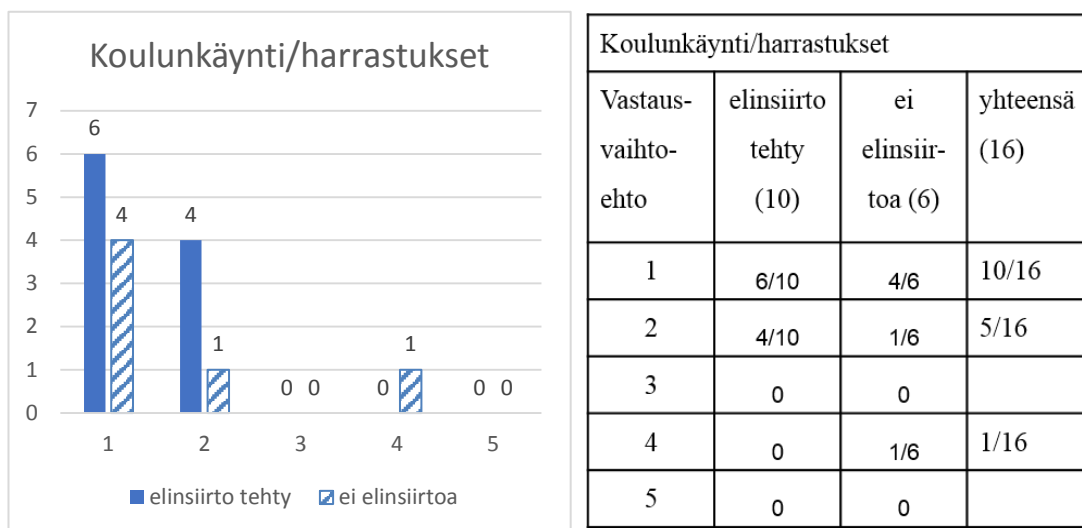 Koulunkäynti/harrastukset
7
6
5
4
3
2
1
0
6
4
4
1
0 0
0
1
0 0
1 2 3 4 5
elinsiirto tehty ei elinsiirtoa
Koulunkäynti/harrastukset
Vastaus- elinsiirto ei yhteensä
vaihto- tehty elinsiir- (16)
ehto (10) toa (6)
1 6/10 4/6 10/16
2 4/10 1/6 5/16
3 0 0
4 0 1/6 1/16
5 0 0